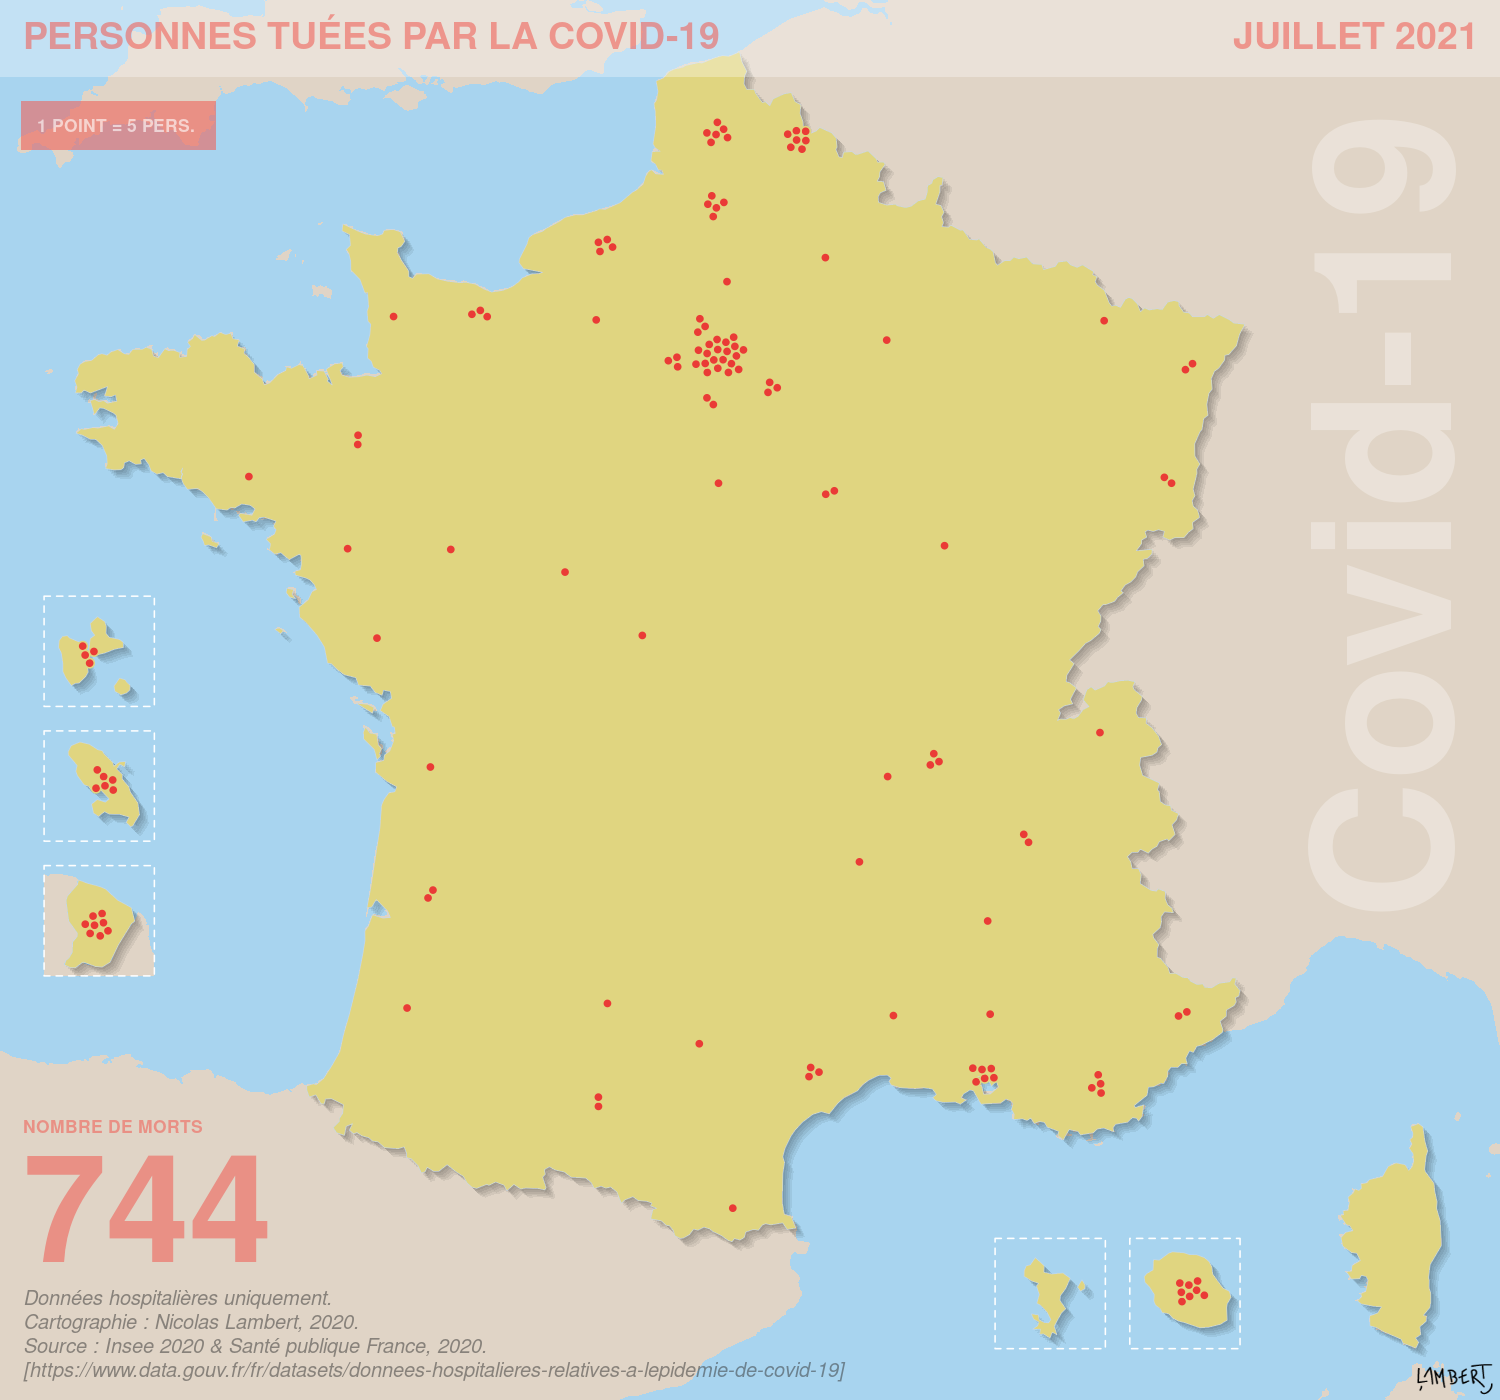 PERSONNES TUÉES PAR LA COVID-19
JUILLET 2021
1 POINT = 5 PERS.
Covid-19
NOMBRE DE MORTS
744
Données hospitalières uniquement.
Cartographie : Nicolas Lambert, 2020.
Source : Insee 2020 & Santé publique France, 2020.
[https://www.data.gouv.fr/fr/datasets/donnees-hospitalieres-relatives-a-lepidemie-de-covid-19]
LAMBERT